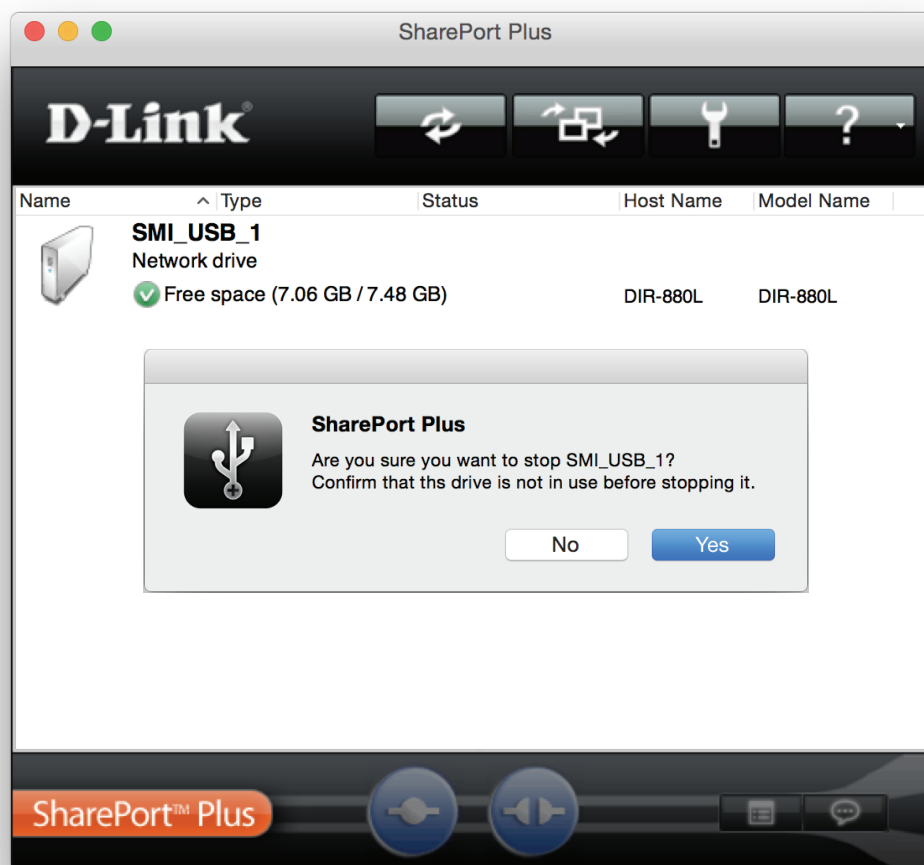 SharePort Plus
D-Link®
?
Name Type Status Host Name Model Name
SMI_USB_1
Network drive
Free space (7.06 GB / 7.48 GB) DIR-880L DIR-880L
SharePort Plus
Are you sure you want to stop SMI_USB_1?
Confirm that ths drive is not in use before stopping it.
No Yes
SharePort™ Plus